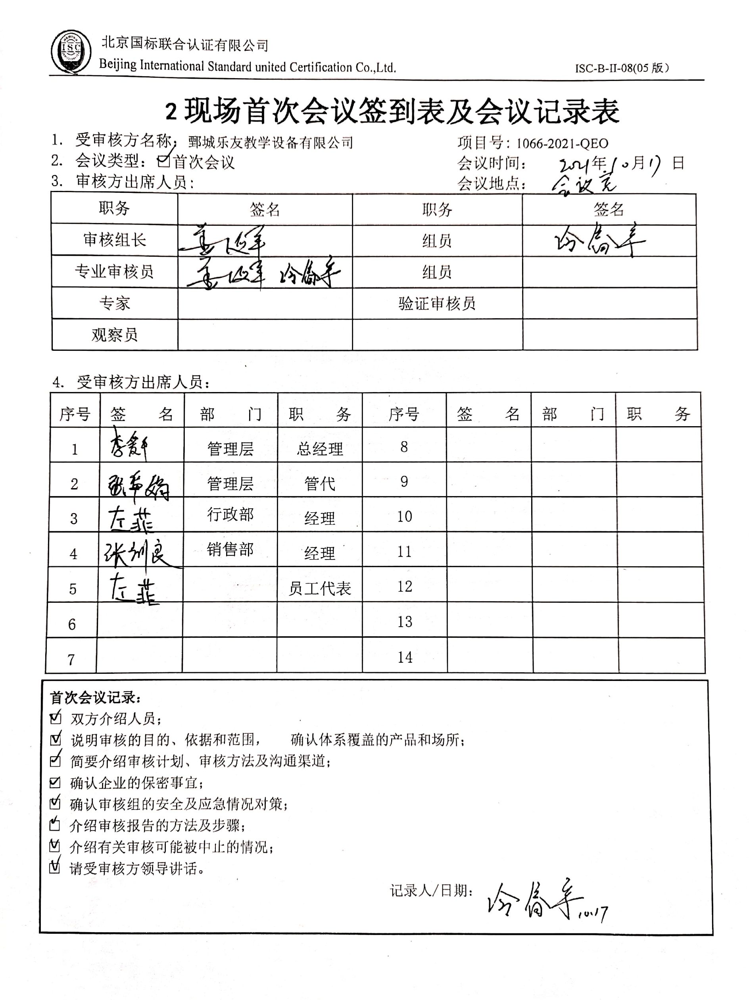 ISC
北京国标联合认证有限公司
Beijing International Standard united Certification Co.,Ltd.
ISC-B-II-08(05 版)
2 现场首次会议签到表及会议记录表
1. 受审核方名称：鄄城乐友教学设备有限公司 项目号：1066-2021-QEO
2. 会议类型：☑首次会议 会议时间： 2021年10月17日
3. 审核方出席人员： 会议地点： 会议室
职务 签名 职务 签名
审核组长 组员
专业审核员 组员
专家 验证审核员
观察员
4. 受审核方出席人员：
序号 签 名 部 门 职 务 序号 签 名 部 门 职 务
1 管理层 总经理 8
2 管理层 管代 9
3 左菲 行政部 经理 10
4 销售部 经理 11
5 左菲 员工代表 12
6 13
7 14
首次会议记录：
☑ 双方介绍人员；
☑ 说明审核的目的、依据和范围， 确认体系覆盖的产品和场所；
☑ 简要介绍审核计划、审核方法及沟通渠道；
☑ 确认企业的保密事宜；
☑ 确认审核组的安全及应急情况对策；
☑ 介绍审核报告的方法及步骤；
☑ 介绍有关审核可能被中止的情况；
☑ 请受审核方领导讲话。
记录人/日期： 10.17